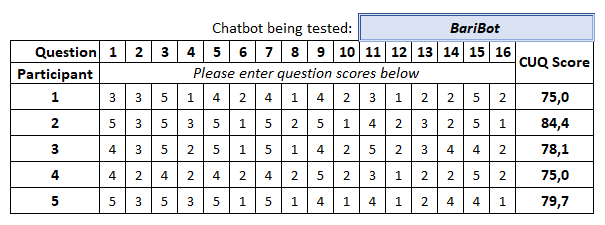 Chatbot being tested: BariBot
Question 1 2 3 4 5 6 7 8 9 10 11 12 13 14 15 16 CUQ Score
Participant Please enter question scores below
1 3 3 5 1 4 2 4 1 4 2 3 1 2 2 5 2 75,0
2 5 3 5 3 5 1 5 2 5 1 4 2 3 2 5 1 84,4
3 4 3 5 2 5 1 5 1 4 2 5 2 3 4 4 2 78,1
4 4 2 4 2 4 2 4 2 5 2 3 1 2 2 5 2 75,0
5 5 3 5 3 5 1 5 1 4 1 4 1 2 4 4 1 79,7